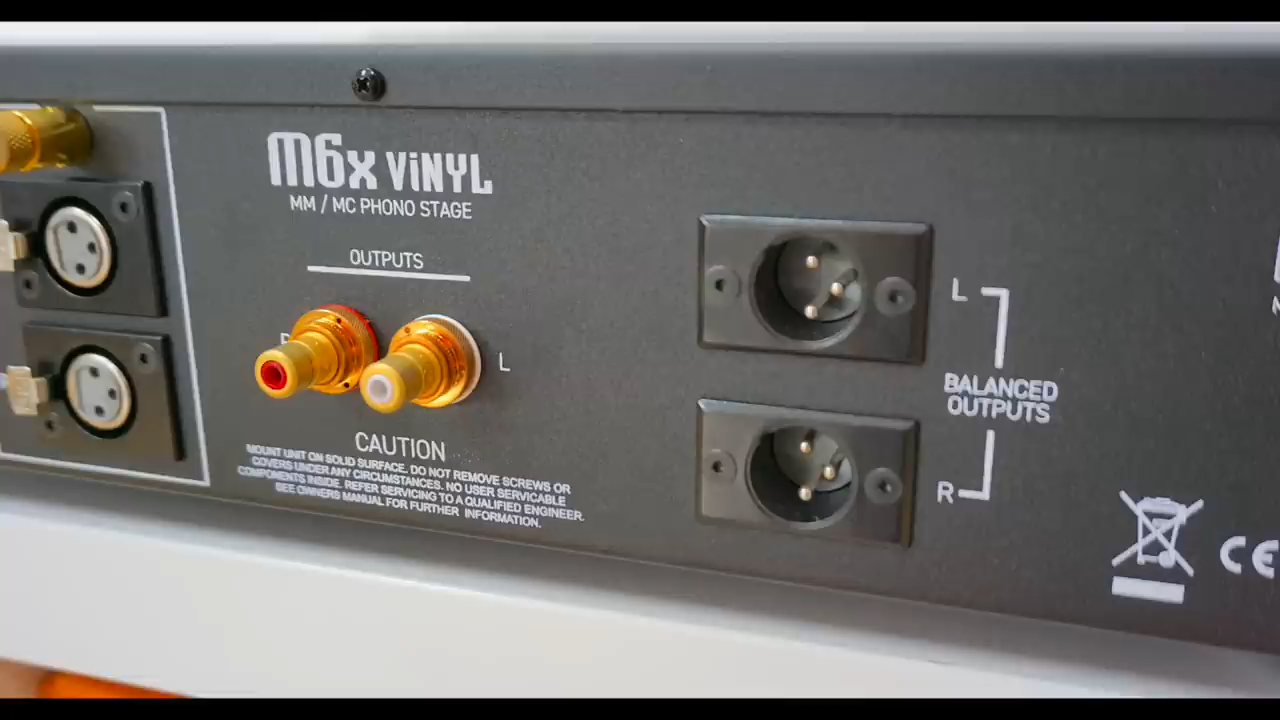 M6x ViNYL
MM / MC PHONO STAGE
OUTPUTS
L
CAUTION
MOUNT UNIT ON SOLID SURFACE. DO NOT REMOVE SCREWS OR
COVERS UNDER ANY CIRCUMSTANCES. NO USER SERVICABLE
COMPONENTS INSIDE. REFER SERVICING TO A QUALIFIED ENGINEER.
SEE OWNERS MANUAL FOR FURTHER INFORMATION.
L
BALANCED
OUTPUTS
R
CE